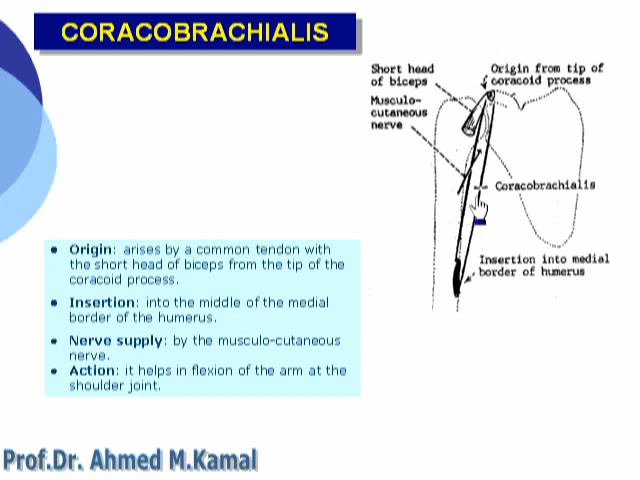 CORACOBRACHIALIS
Short head
of biceps
Origin from tip of
coracoid process
Musculo-
cutaneous
nerve
Coracobrachialis
Insertion into medial
border of humerus
• Origin: arises by a common tendon with
the short head of biceps from the tip of the
coracoid process.
• Insertion: into the middle of the medial
border of the humerus.
• Nerve supply: by the musculo-cutaneous
nerve.
• Action: it helps in flexion of the arm at the
shoulder joint.
Prof.Dr. Ahmed M.Kamal